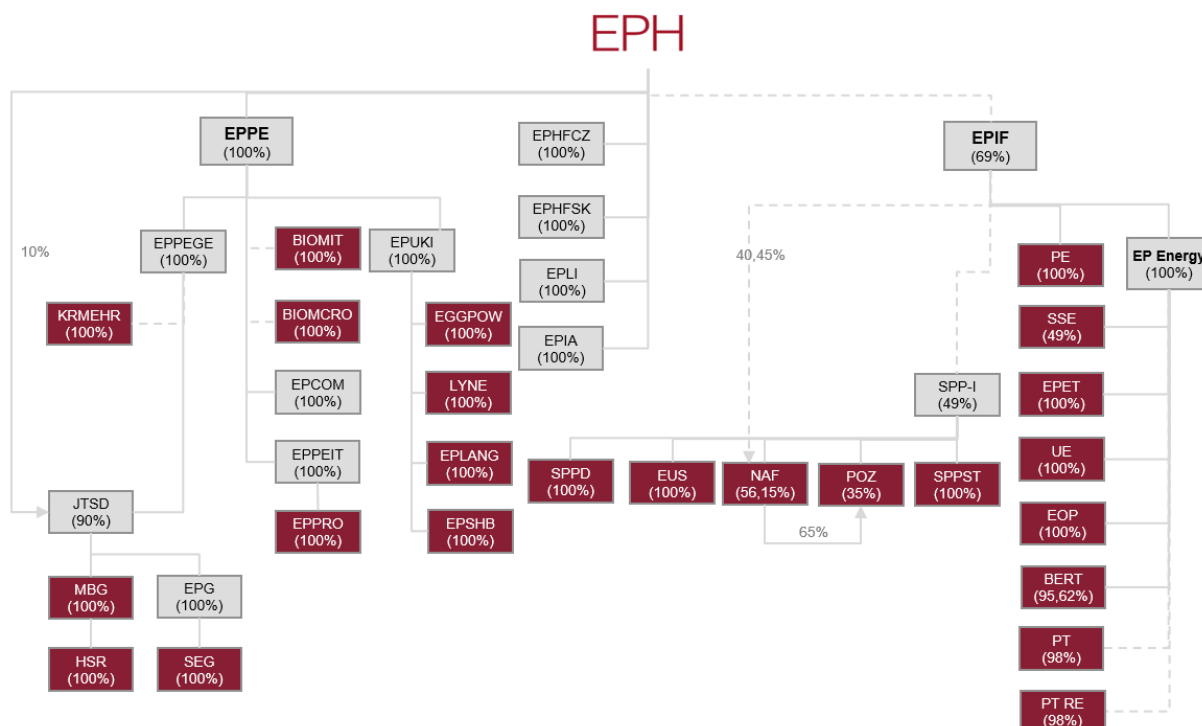 EPH
EPPE
(100%)
EPHFCZ
(100%)
EPIF
(69%)
EPHFSK
(100%)
10%
EPPEGE
(100%)
BIOMIT
(100%)
EPUKI
(100%)
40,45%
PE
(100%)
EP Energy
(100%)
EPLI
(100%)
KRMEHR
(100%)
BIOMCRO
(100%)
EGGPOW
(100%)
EPIA
(100%)
SSE
(49%)
EPCOM
(100%)
LYNE
(100%)
SPP-I
(49%)
EPET
(100%)
EPPEIT
(100%)
EPLANG
(100%)
SPPD
(100%)
EUS
(100%)
NAF
(56,15%)
POZ
(35%)
SPPST
(100%)
UE
(100%)
JTSD
(90%)
EPPRO
(100%)
EPSHB
(100%)
65%
EOP
(100%)
MBG
(100%)
EPG
(100%)
BERT
(95,62%)
HSR
(100%)
SEG
(100%)
PT
(98%)
PT RE
(98%)